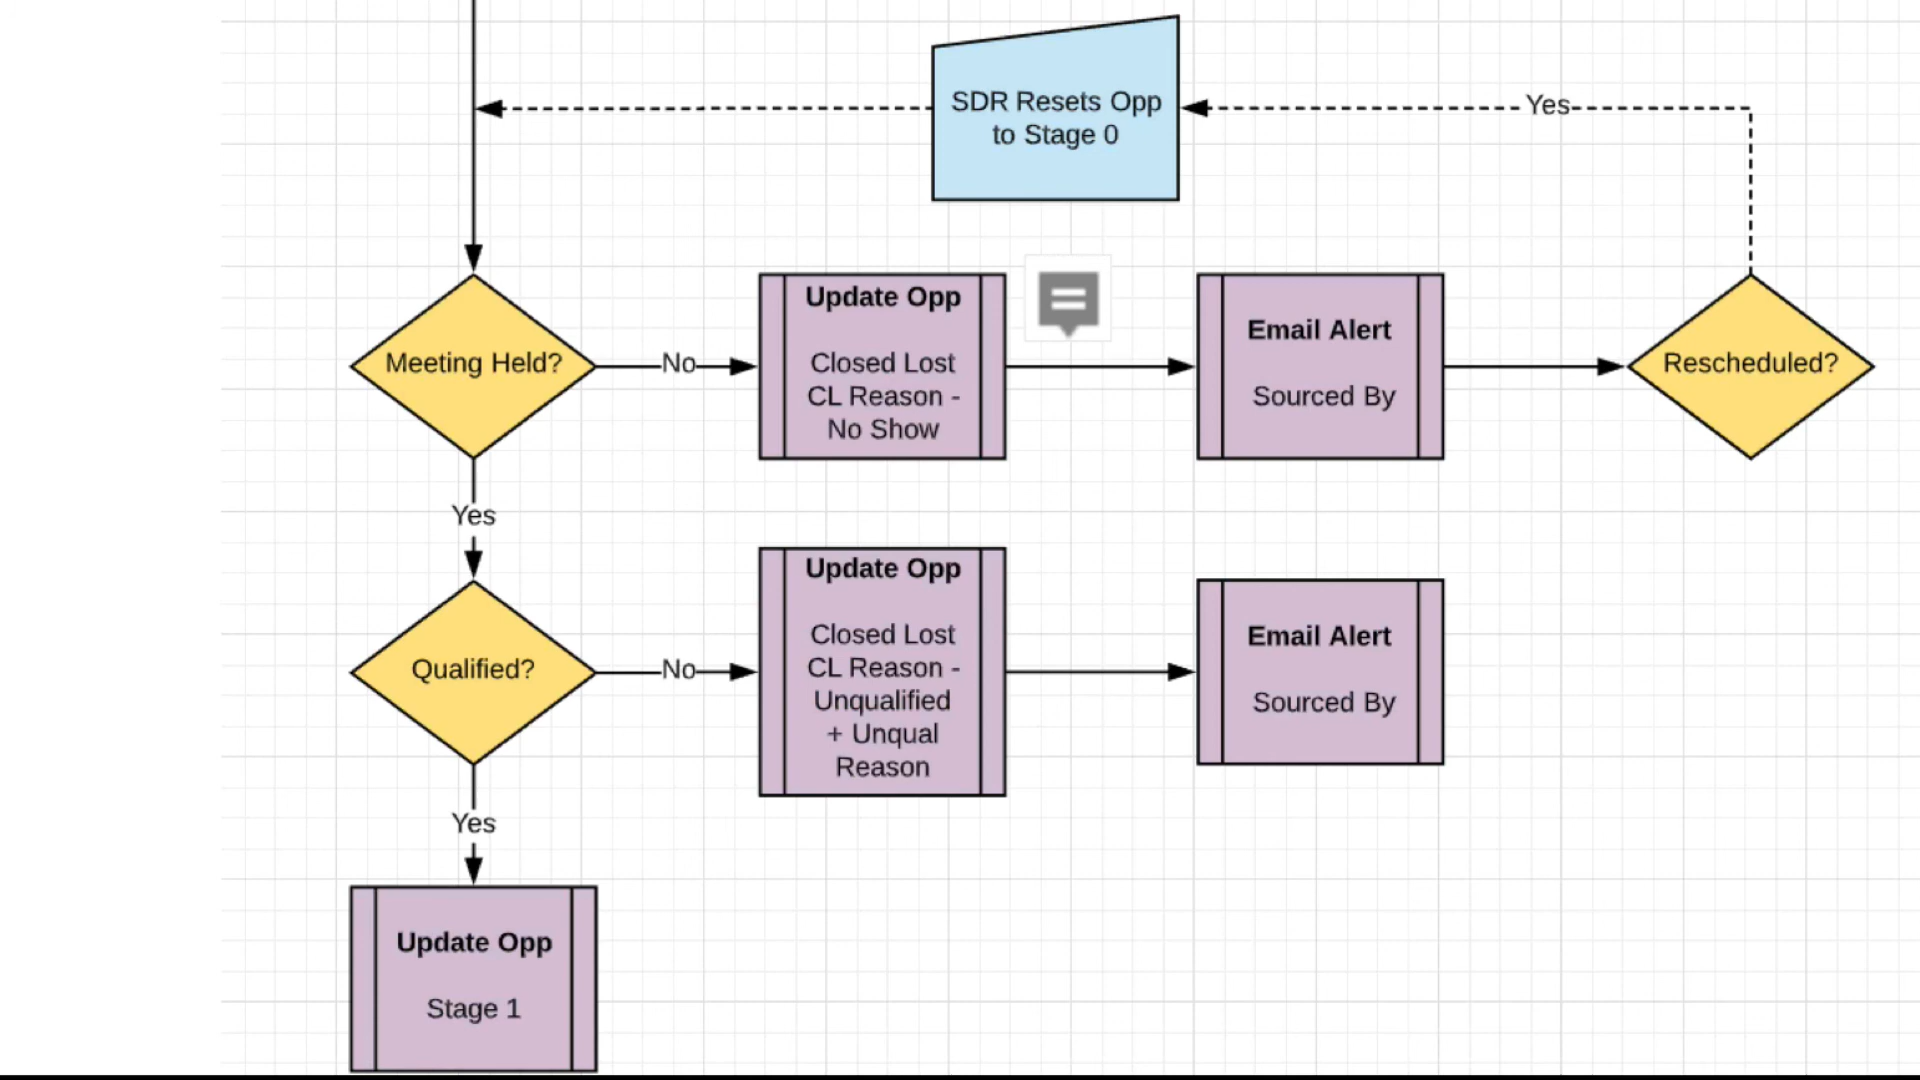 SDR Resets Opp
to Stage 0
Yes
Meeting Held?
No
Update Opp
Closed Lost
CL Reason -
No Show
Email Alert
Sourced By
Rescheduled?
Yes
Qualified?
No
Update Opp
Closed Lost
CL Reason -
Unqualified
+ Unqual
Reason
Email Alert
Sourced By
Yes
Update Opp
Stage 1